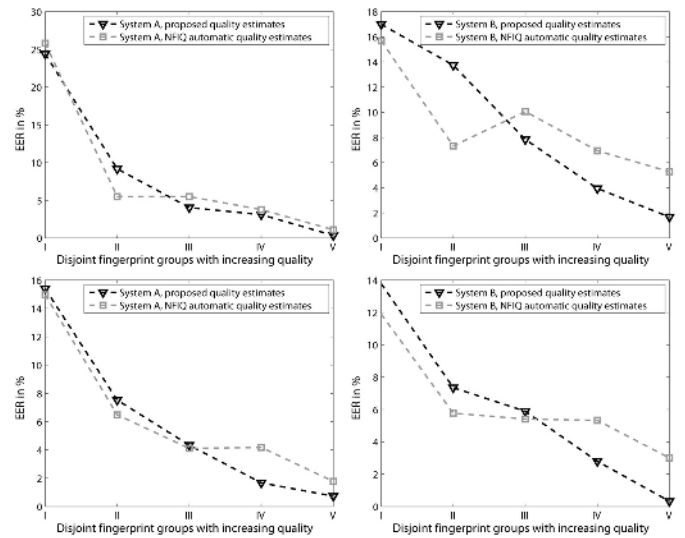 System A, proposed quality estimates
System A, NFIQ automatic quality estimates
EER in %
30
25
20
15
10
5
0
I II III IV V
Disjoint fingerprint groups with increasing quality
System B, proposed quality estimates
System B, NFIQ automatic quality estimates
EER in %
18
16
14
12
10
8
6
4
2
0
I II III IV V
Disjoint fingerprint groups with increasing quality
System A, proposed quality estimates
System A, NFIQ automatic quality estimates
EER in %
16
14
12
10
8
6
4
2
0
I II III IV V
Disjoint fingerprint groups with increasing quality
System B, proposed quality estimates
System B, NFIQ automatic quality estimates
EER in %
14
12
10
8
6
4
2
0
I II III IV V
Disjoint fingerprint groups with increasing quality